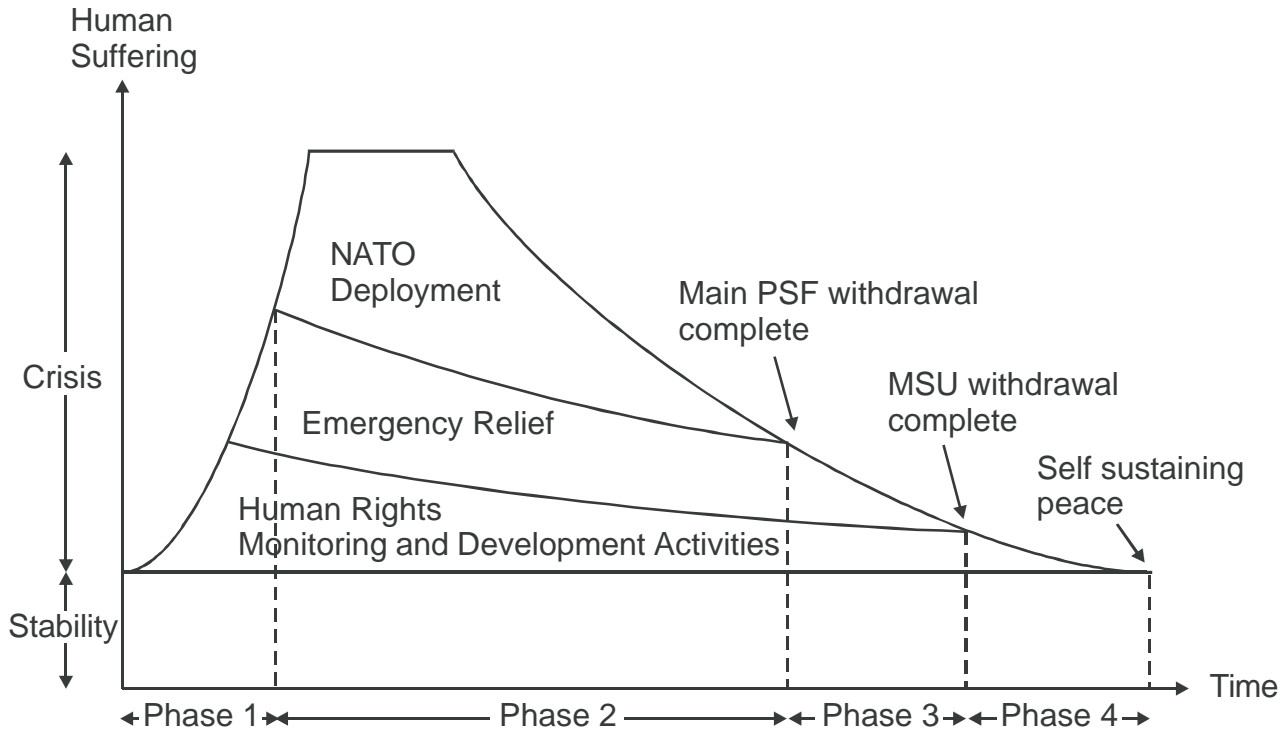 Human
Suffering
NATO
Deployment
Main PSF withdrawal
complete
Crisis
MSU withdrawal
complete
Emergency Relief
Self sustaining
peace
Human Rights
Monitoring and Development Activities
Stability
Time
Phase 1
Phase 2
Phase 3
Phase 4